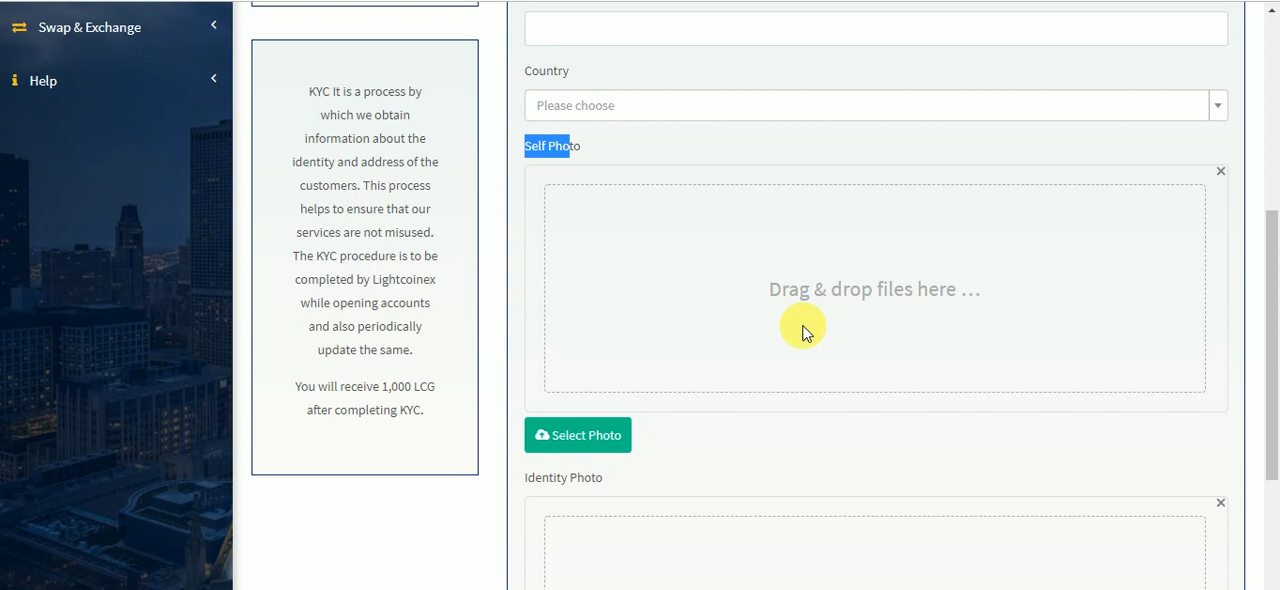 Swap & Exchange
Help
KYC It is a process by
which we obtain
information about the
identity and address of the
customers. This process
helps to ensure that our
services are not misused.
The KYC procedure is to be
completed by Lightcoinex
while opening accounts
and also periodically
update the same.
You will receive 1,000 LCG
after completing KYC.
Country
Please choose
Self Photo
Drag & drop files here …
Select Photo
Identity Photo